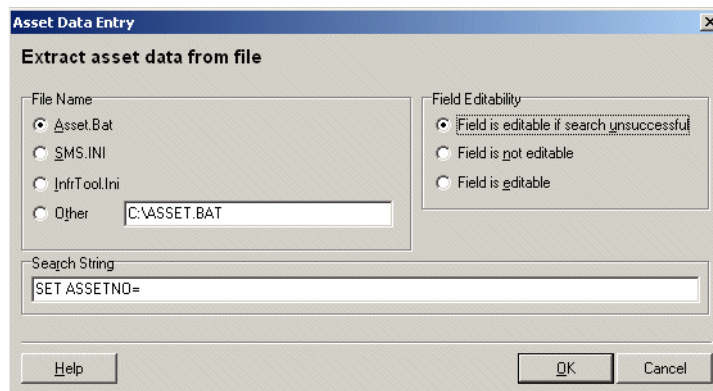 Asset Data Entry
Extract asset data from file
File Name
Asset.Bat
SMS.INI
InfrTool.Ini
Other C:\ASSET.BAT
Field Editability
Field is editable if search unsuccessful
Field is not editable
Field is editable
Search String
SET ASSETNO=
Help OK Cancel